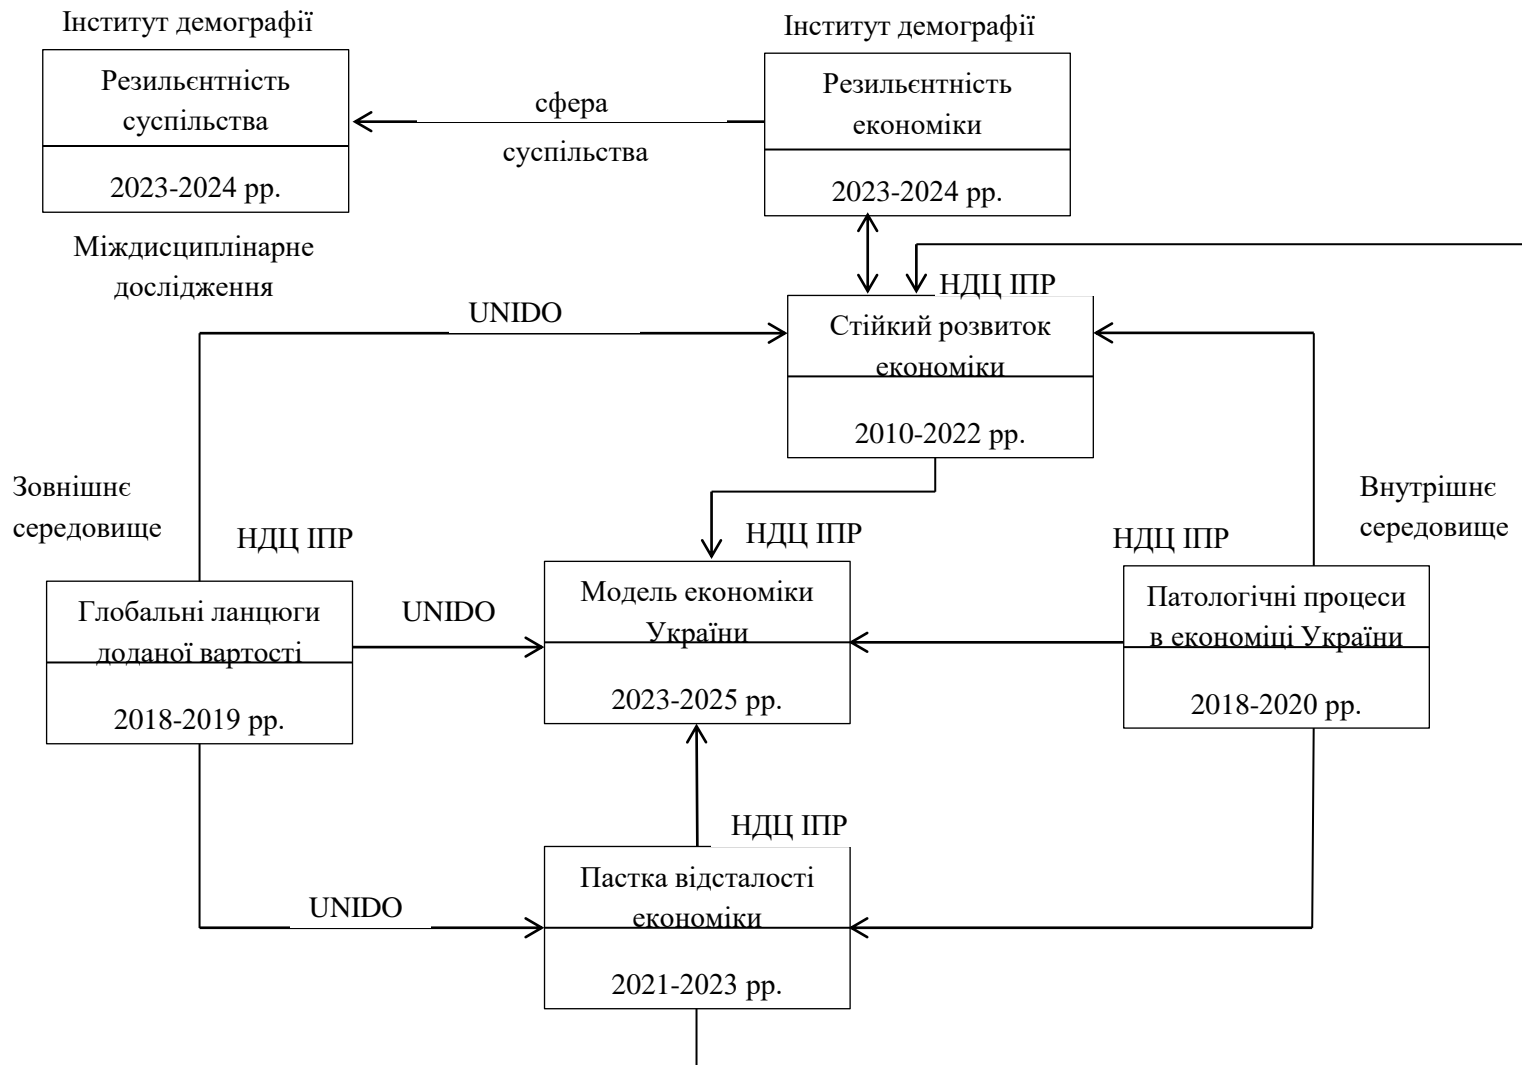 Інститут демографії
Резильєнтність
суспільства
2023-2024 рр.
Міждисциплінарне
дослідження
сфера
суспільства
Інститут демографії
Резильєнтність
економіки
2023-2024 рр.
UNIDO
НДЦ ІПР
Стійкий розвиток
економіки
2010-2022 рр.
Зовнішнє
середовище
НДЦ ІПР
Глобальні ланцюги
доданої вартості
2018-2019 рр.
UNIDO
НДЦ ІПР
Модель економіки
України
2023-2025 рр.
Внутрішнє
середовище
НДЦ ІПР
Патологічні процеси
в економіці України
2018-2020 рр.
UNIDO
НДЦ ІПР
Пастка відсталості
економіки
2021-2023 рр.